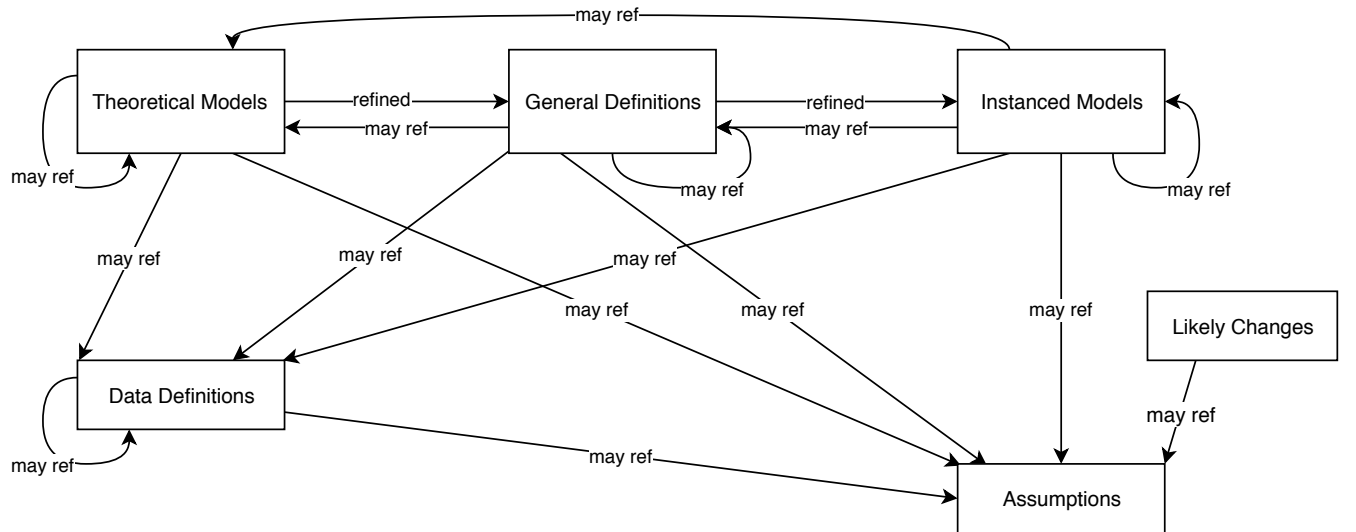 may ref
Theoretical Models
refined
General Definitions
refined
Instanced Models
may ref
may ref
may ref
may ref
may ref
may ref
may ref
may ref
may ref
may ref
may ref
may ref
Likely Changes
Data Definitions
may ref
may ref
may ref
Assumptions